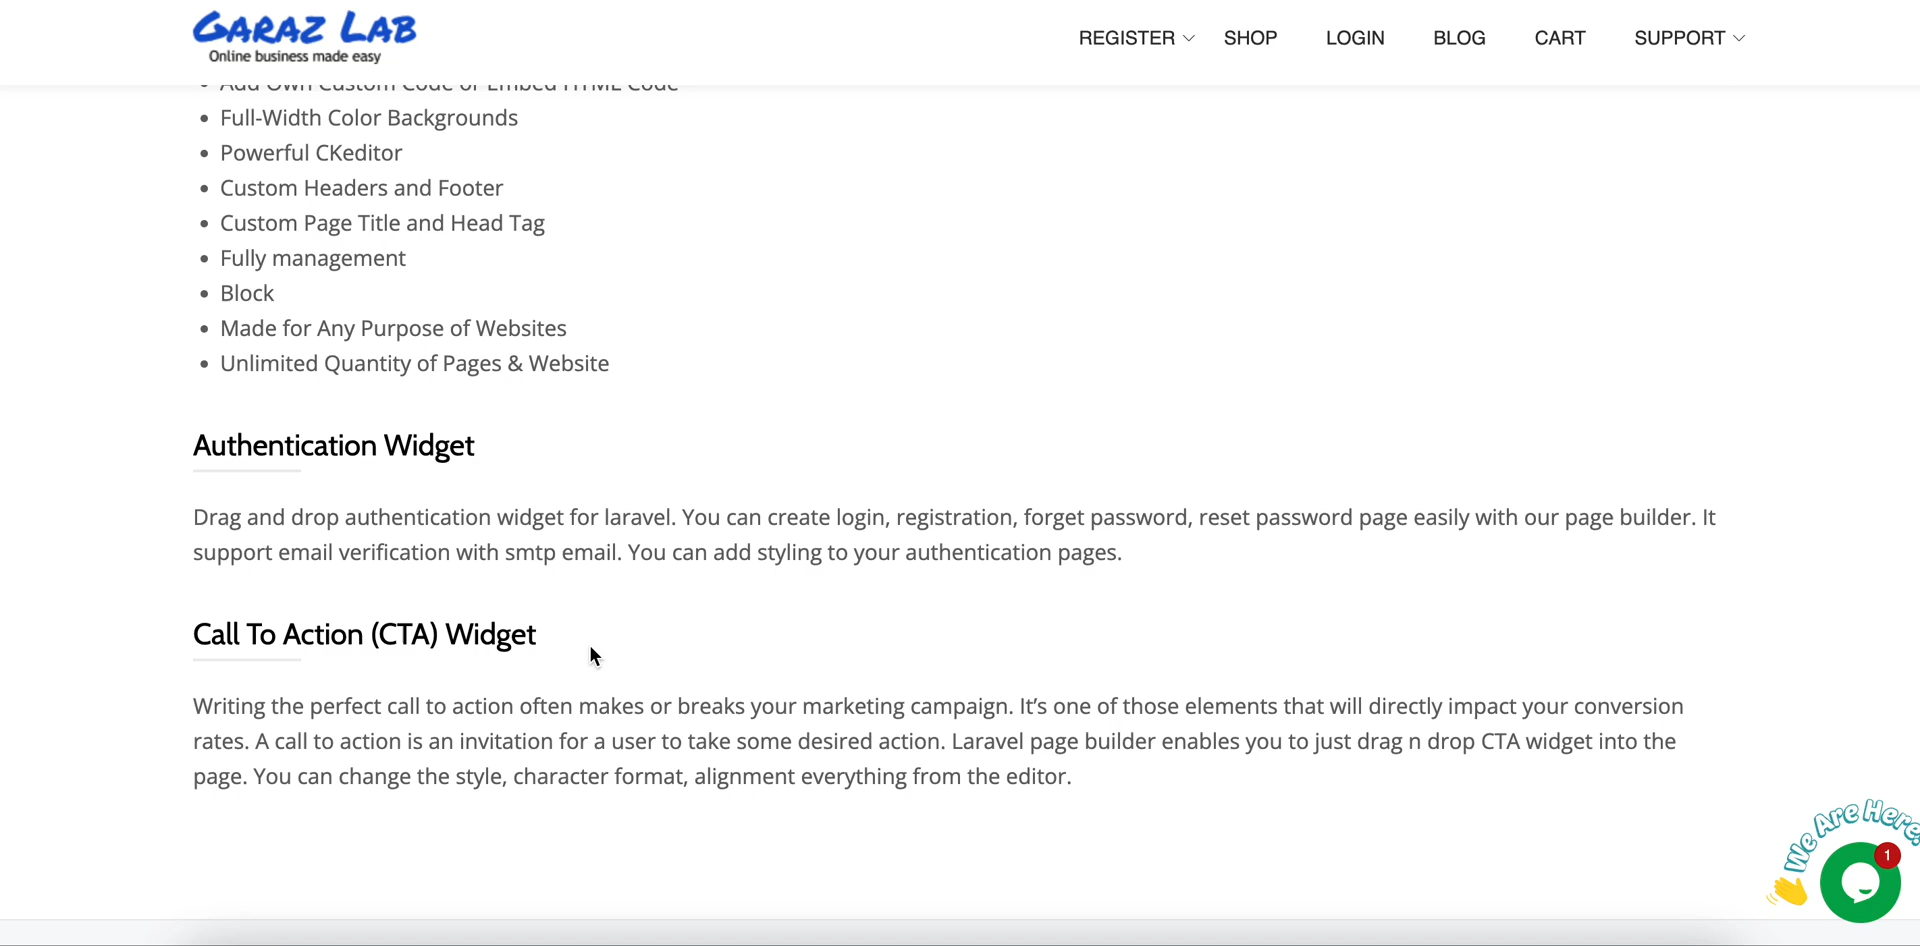 GARAZ LAB
Online business made easy
REGISTER
SHOP
LOGIN
BLOG
CART
SUPPORT
Add Own Custom Code or Embed HTML Code
• Full-Width Color Backgrounds
• Powerful CKeditor
• Custom Headers and Footer
• Custom Page Title and Head Tag
• Fully management
• Block
• Made for Any Purpose of Websites
• Unlimited Quantity of Pages & Website
Authentication Widget
Drag and drop authentication widget for laravel. You can create login, registration, forget password, reset password page easily with our page builder. It
support email verification with smtp email. You can add styling to your authentication pages.
Call To Action (CTA) Widget
Writing the perfect call to action often makes or breaks your marketing campaign. It's one of those elements that will directly impact your conversion
rates. A call to action is an invitation for a user to take some desired action. Laravel page builder enables you to just drag n drop CTA widget into the
page. You can change the style, character format, alignment everything from the editor.
We Are Here!
1